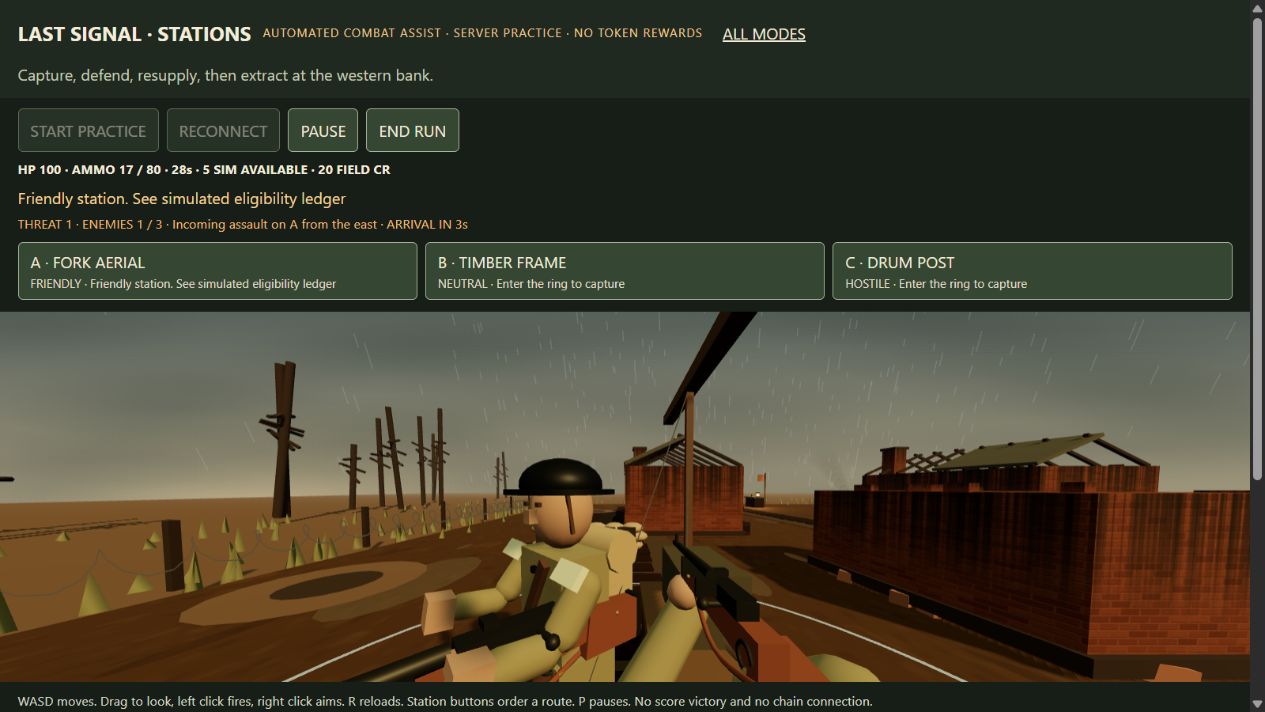 LAST SIGNAL · STATIONS AUTOMATED COMBAT ASSIST · SERVER PRACTICE · NO TOKEN REWARDS ALL MODES
Capture, defend, resupply, then extract at the western bank.
START PRACTICE RECONNECT PAUSE END RUN
HP 100 · AMMO 17 / 80 · 28s · 5 SIM AVAILABLE · 20 FIELD CR
Friendly station. See simulated eligibility ledger
THREAT 1 · ENEMIES 1 / 3 · Incoming assault on A from the east · ARRIVAL IN 3s
A · FORK AERIAL
FRIENDLY · Friendly station. See simulated eligibility ledger
B · TIMBER FRAME
NEUTRAL · Enter the ring to capture
C · DRUM POST
HOSTILE · Enter the ring to capture
WASD moves. Drag to look, left click fires, right click aims. R reloads. Station buttons order a route. P pauses. No score victory and no chain connection.